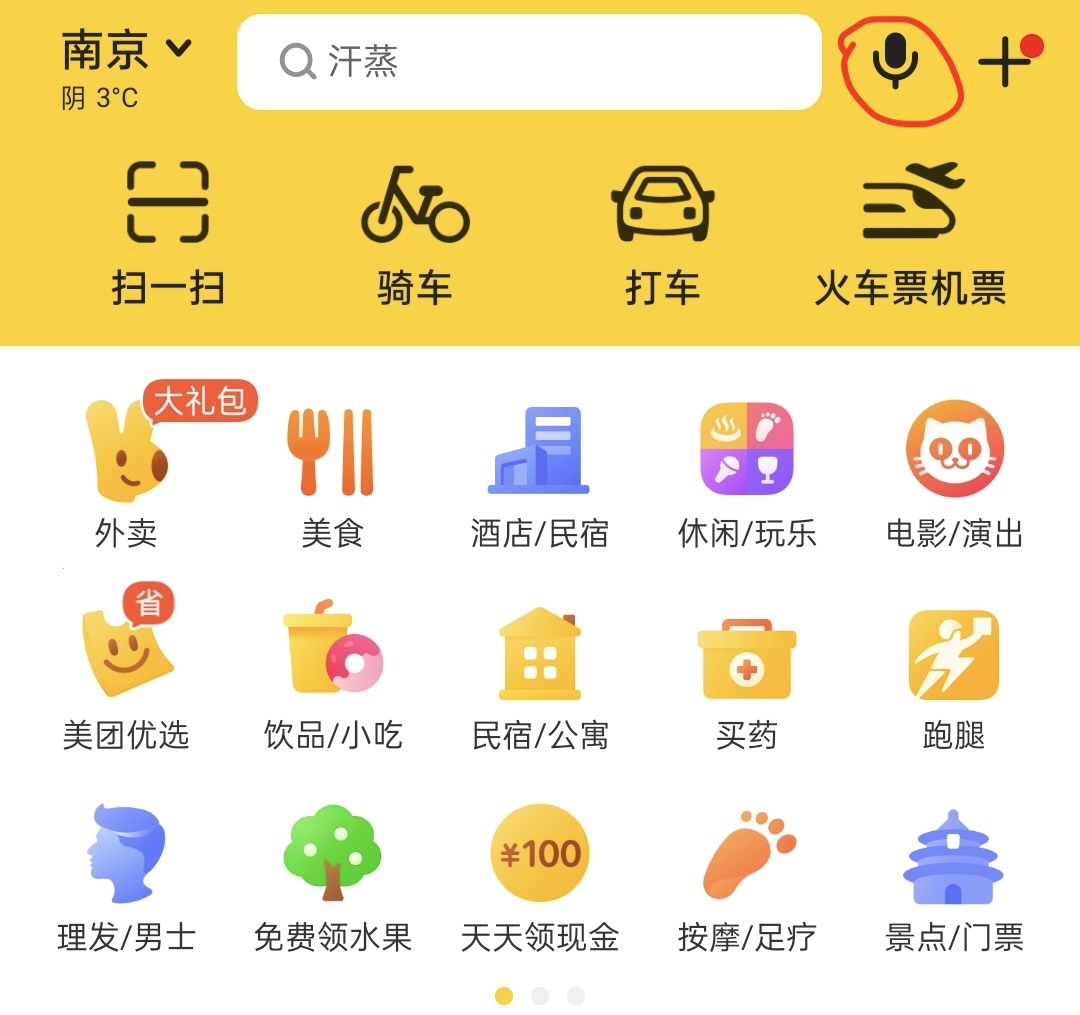 南京
汗蒸
阴 3°C
扫一扫 骑车 打车 火车票机票
大礼包
外卖 美食 酒店/民宿 休闲/玩乐 电影/演出
省
美团优选 饮品/小吃 民宿/公寓 买药 跑腿
¥100
理发/男士 免费领水果 天天领现金 按摩/足疗 景点/门票